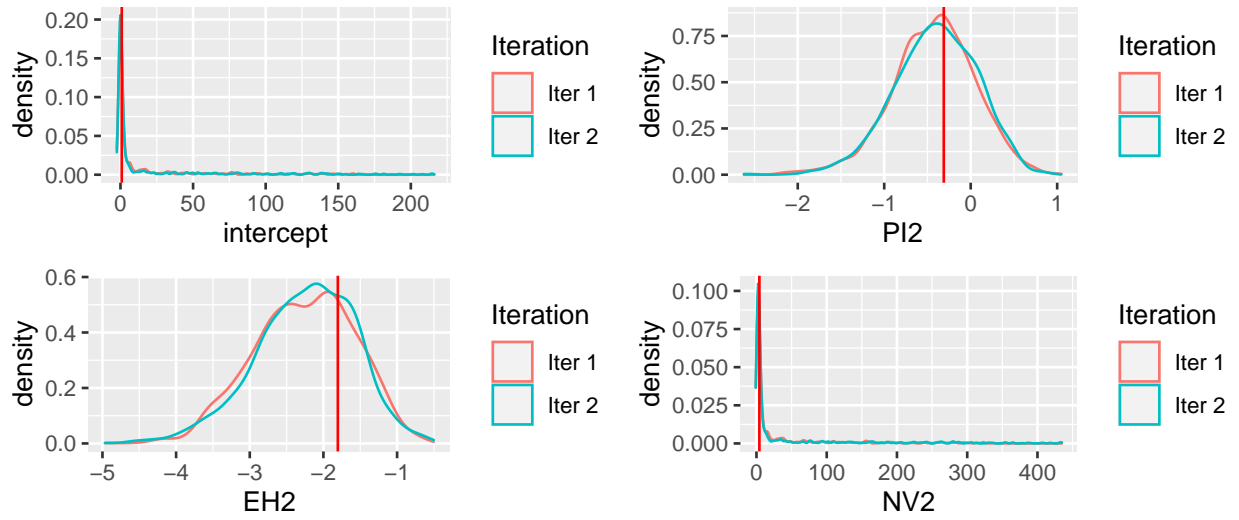 density
0.20
0.15
0.10
0.05
0.00
0 50 100 150 200
intercept
Iteration
Iter 1
Iter 2
density
0.75
0.50
0.25
0.00
−2 −1 0 1
PI2
Iteration
Iter 1
Iter 2
density
0.6
0.4
0.2
0.0
−5 −4 −3 −2 −1
EH2
Iteration
Iter 1
Iter 2
density
0.100
0.075
0.050
0.025
0.000
0 100 200 300 400
NV2
Iteration
Iter 1
Iter 2